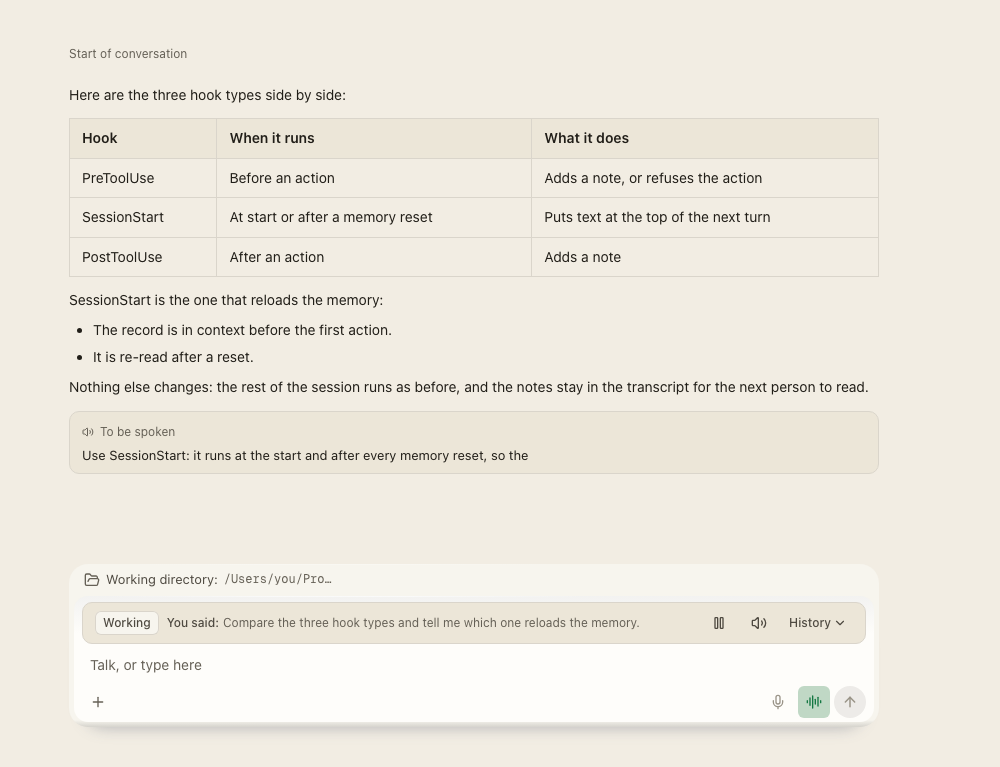 Start of conversation
Here are the three hook types side by side:
Hook When it runs What it does
PreToolUse Before an action Adds a note, or refuses the action
SessionStart At start or after a memory reset Puts text at the top of the next turn
PostToolUse After an action Adds a note
SessionStart is the one that reloads the memory:
• The record is in context before the first action.
• It is re-read after a reset.
Nothing else changes: the rest of the session runs as before, and the notes stay in the transcript for the next person to read.
To be spoken
Use SessionStart: it runs at the start and after every memory reset, so the
Working directory: /Users/you/Pro…
Working You said: Compare the three hook types and tell me which one reloads the memory. History
Talk, or type here